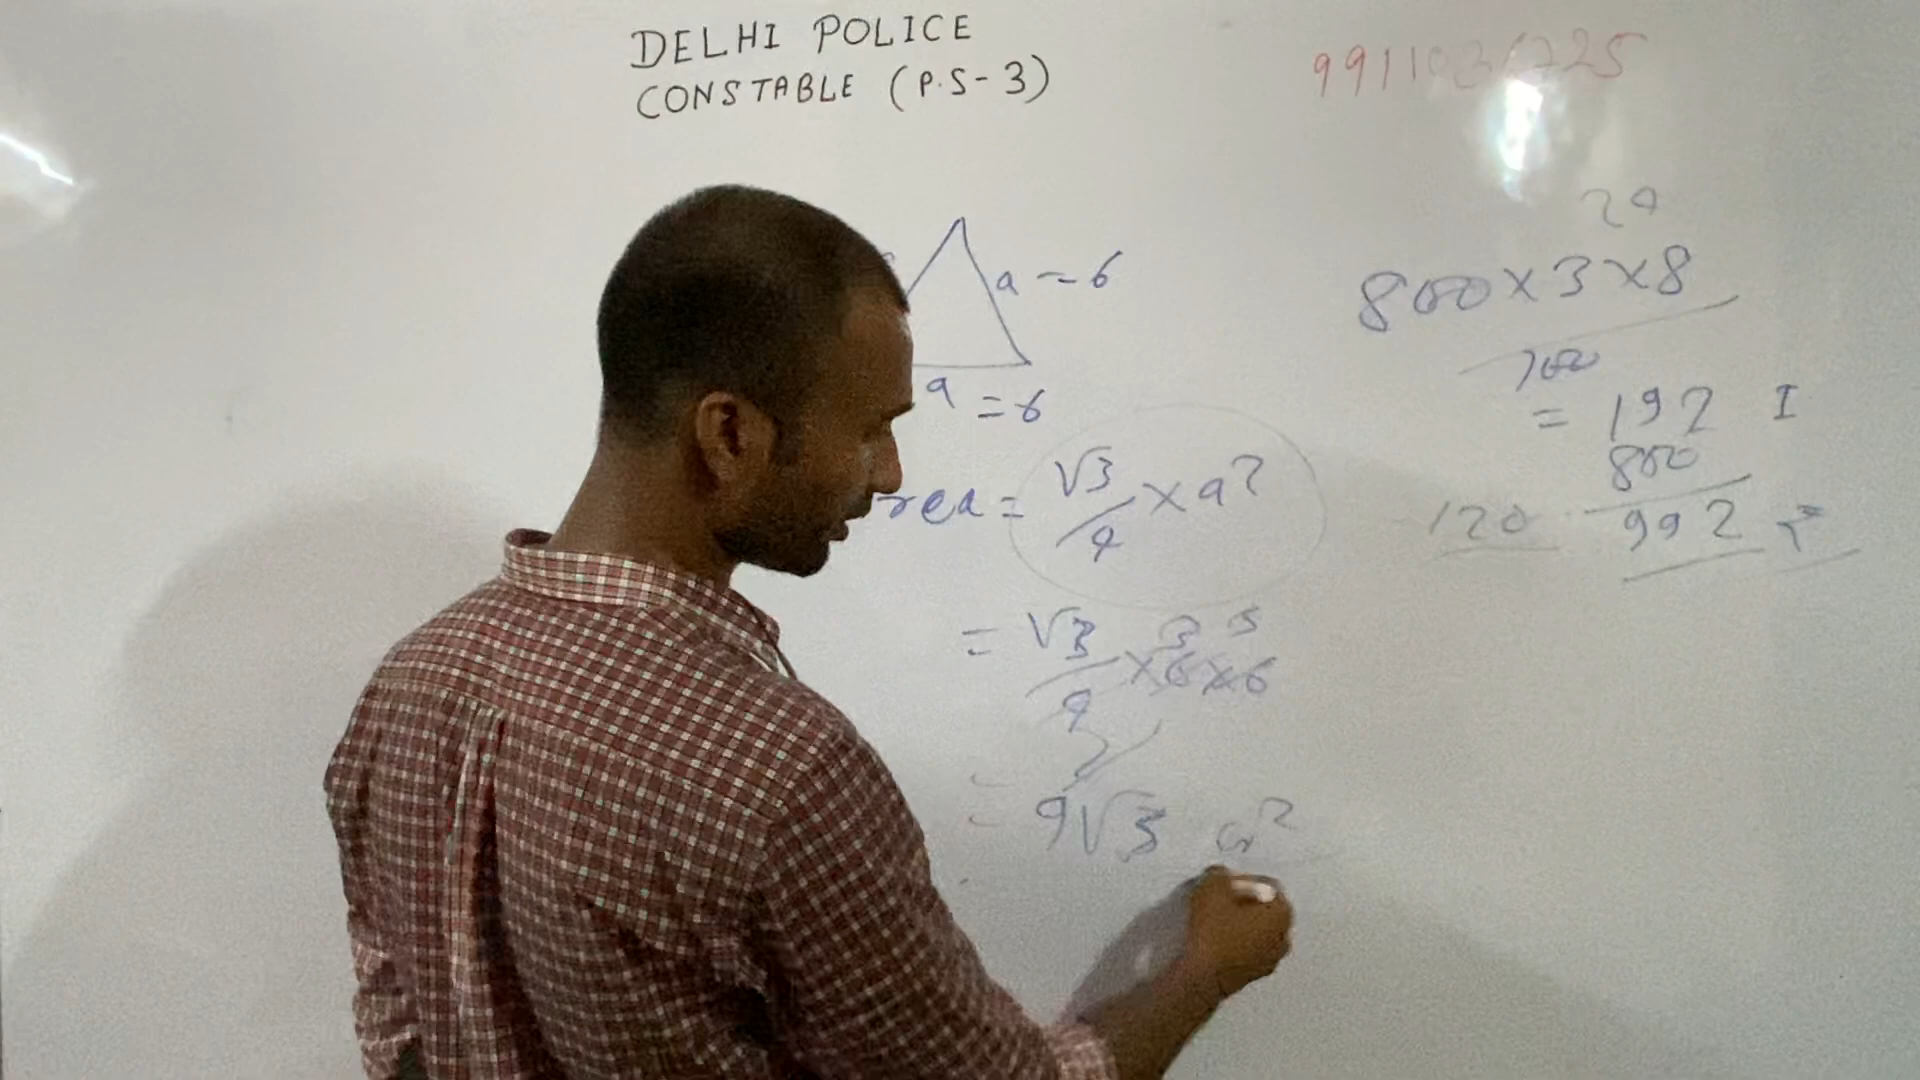 DELHI POLICE
CONSTABLE (P.S-3)
a = 6
a = 6
rea = √3/4 × a²
= √3/4 × 6 × 6
3
= 9√3
800 × 3 × 8
100
= 192 I
800
120
992 ₹